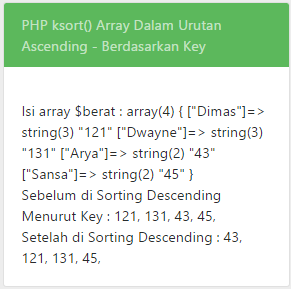 PHP ksort() Array Dalam Urutan
Ascending - Berdasarkan Key
Isi array $berat : array(4) { ["Dimas"]=>
string(3) "121" ["Dwayne"]=> string(3)
"131" ["Arya"]=> string(2) "43"
["Sansa"]=> string(2) "45" }
Sebelum di Sorting Descending
Menurut Key : 121, 131, 43, 45,
Setelah di Sorting Descending : 43,
121, 131, 45,